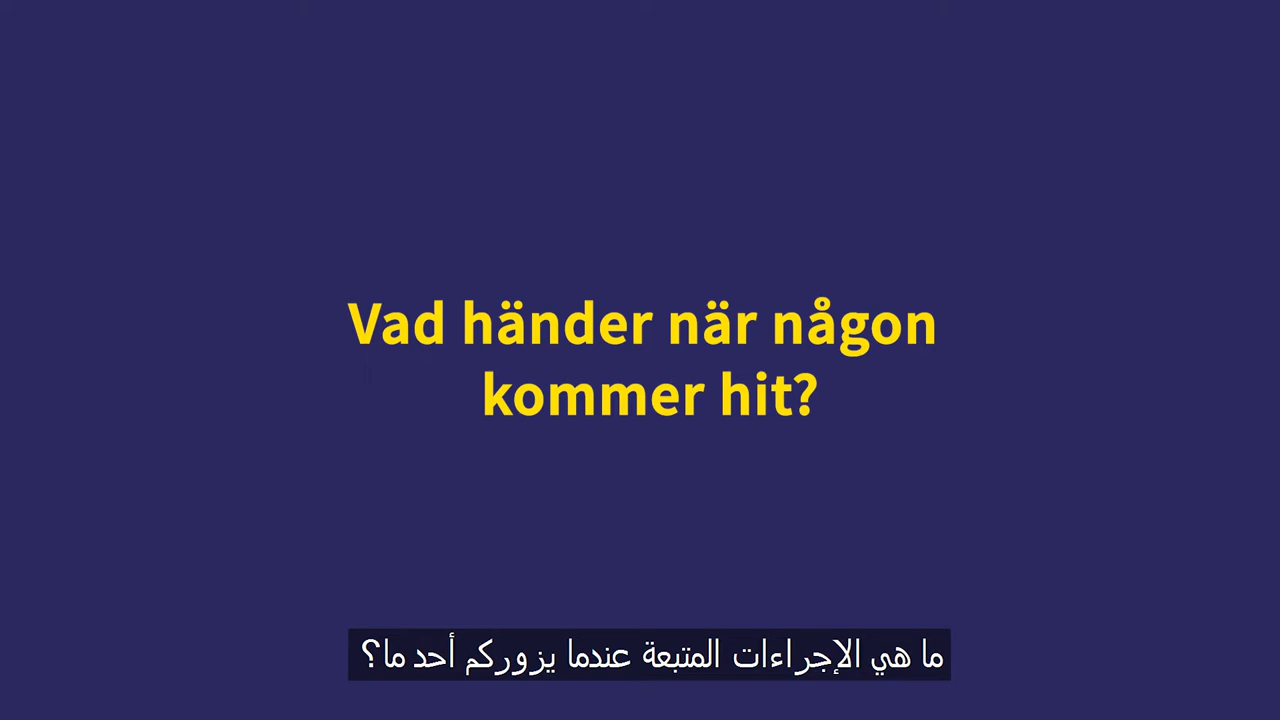 Vad händer när någon
kommer hit?
ما هي الإجراءات المتبعة عندما يزوركم أحد ما؟